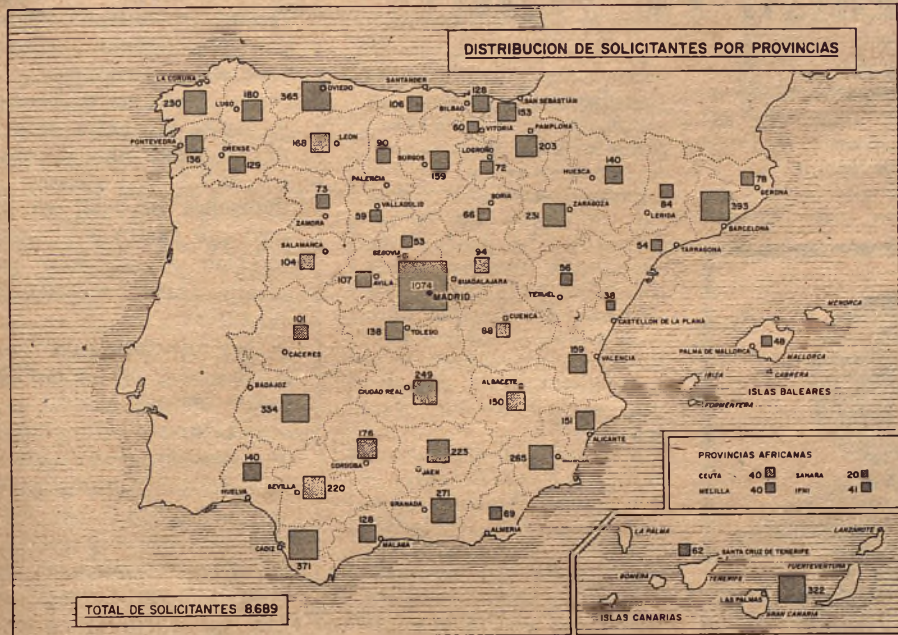 DISTRIBUCION DE SOLICITANTES POR PROVINCIAS
LA CORUÑA
230
LUGO
180
365
OVIEDO
SANTANDER
106
128
BILBAO
SAN SEBASTIÁN
153
60
VITORIA
PAMPLONA
203
PONTEVEDRA
136
ORENSE
129
168
LEON
90
PALENCIA
BURGOS
159
LOGROÑO
72
HUESCA
140
84
LERIDA
78
GERONA
393
BARCELONA
73
ZAMORA
VALLADOLID
59
SORIA
66
231
ZARAGOZA
54
TARRAGONA
SALAMANCA
104
53
SEGOVIA
107
AVILA
1074
MADRID
94
GUADALAJARA
56
TERUEL
38
CASTELLON DE LA PLANA
101
CÁCERES
138
TOLEDO
CUENCA
68
159
VALENCIA
MENORCA
48
PALMA DE MALLORCA
MALLORCA
CABRERA
IBIZA
ISLAS BALEARES
FORMENTERA
BADAJOZ
334
249
CIUDAD REAL
ALBACETE
150
151
ALICANTE
176
CORDOBA
223
JAÉN
265
140
HUELVA
SEVILLA
220
271
GRANADA
69
ALMERIA
128
MALAGA
CADIZ
371
PROVINCIAS AFRICANAS
CEUTA 40 SAHARA 20
MELILLA 40 IFNI 41
LA PALMA
LANZAROTE
62
SANTA CRUZ DE TENERIFE
TENERIFE
GOMERA
FUERTEVENTURA
322
LAS PALMAS
GRAN CANARIA
ISLAS CANARIAS
TOTAL DE SOLICITANTES 8.689